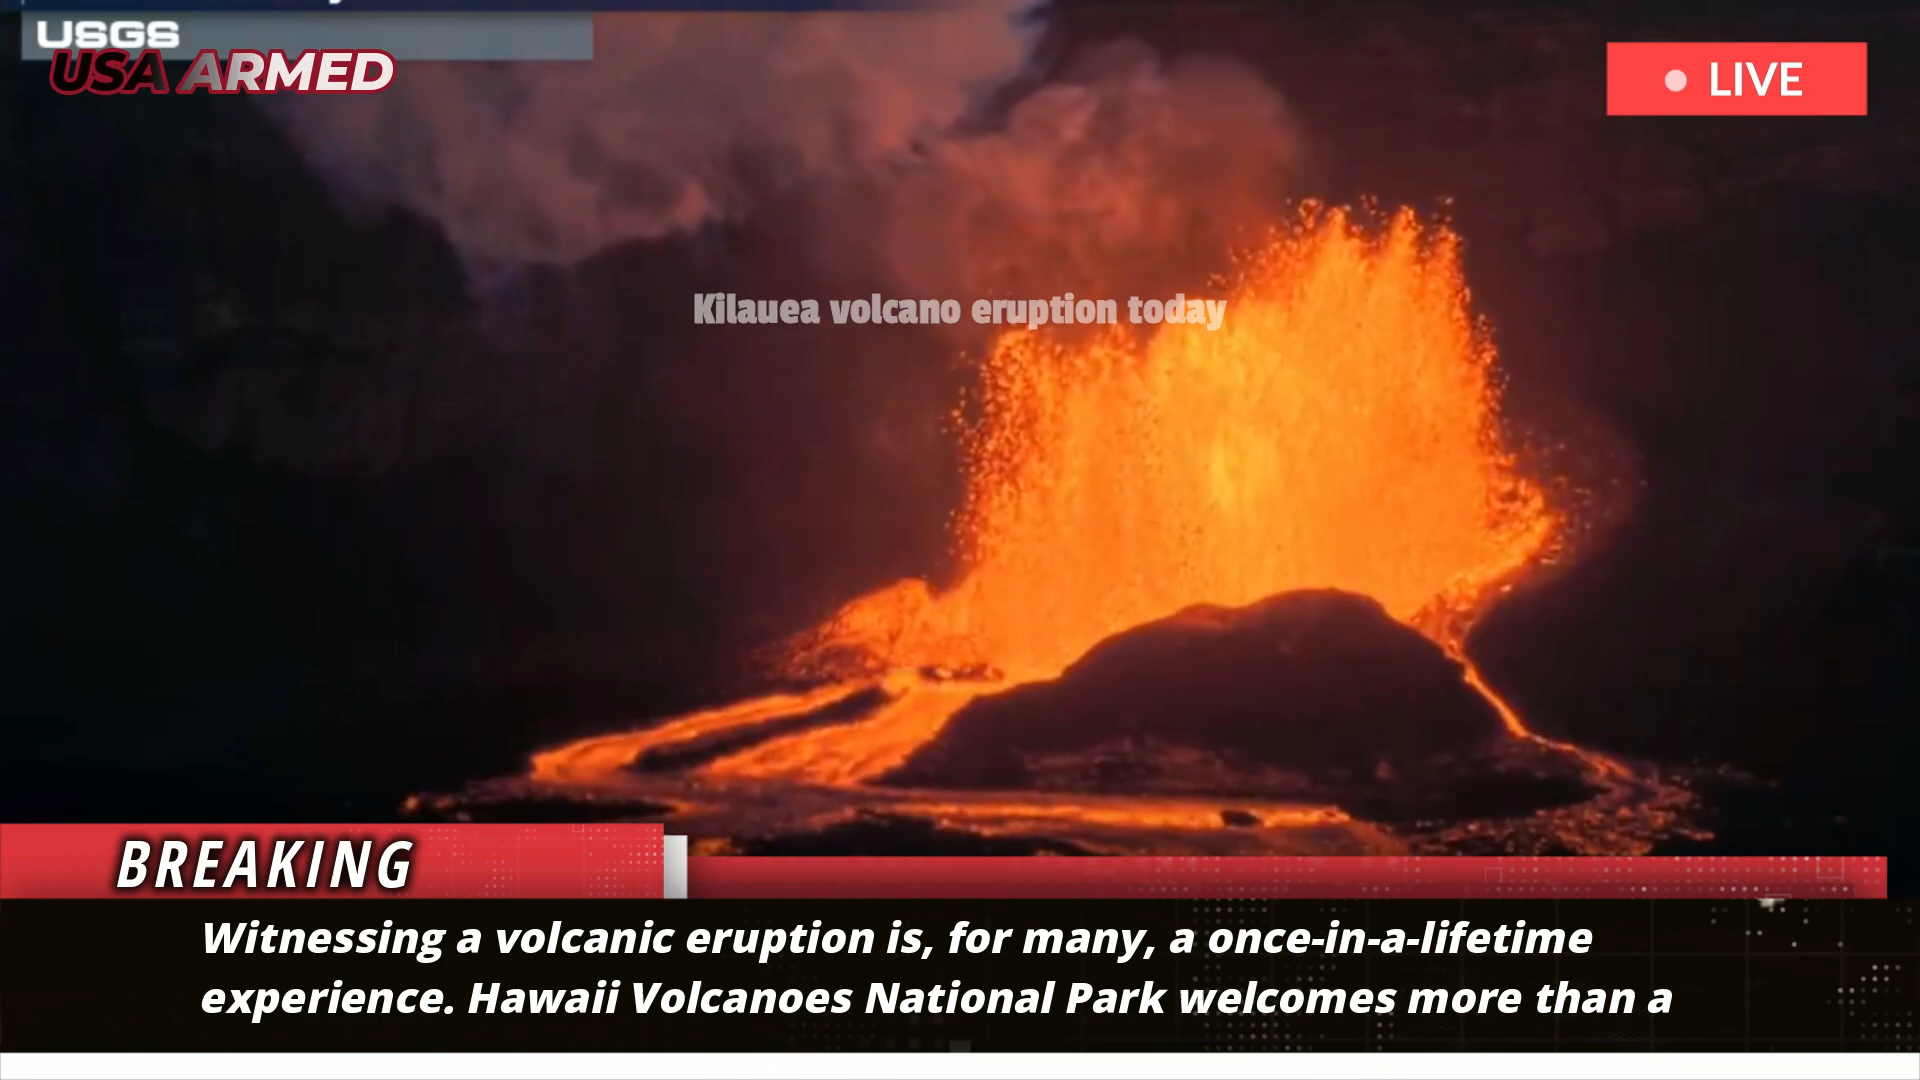 USGS
USA ARMED
LIVE
Kilauea volcano eruption today
BREAKING
Witnessing a volcanic eruption is, for many, a once-in-a-lifetime
experience. Hawaii Volcanoes National Park welcomes more than a